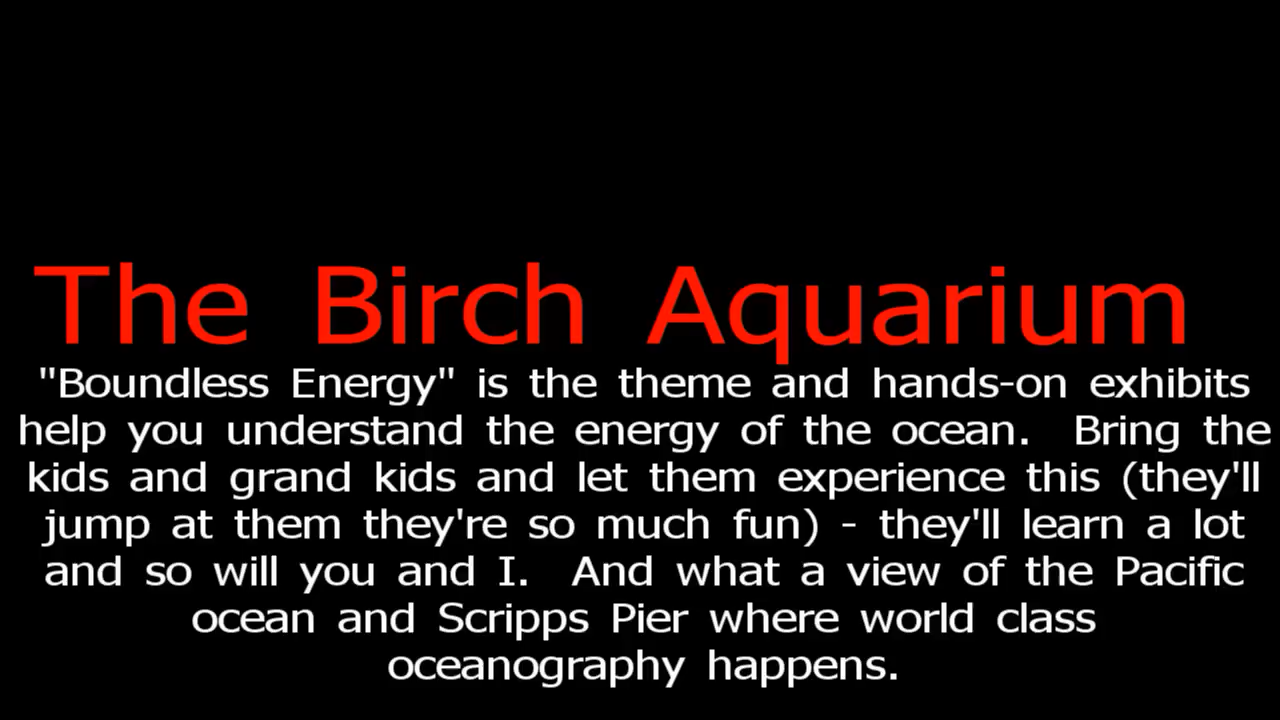 The Birch Aquarium
"Boundless Energy" is the theme and hands-on exhibits
help you understand the energy of the ocean.  Bring the
kids and grand kids and let them experience this (they'll
jump at them they're so much fun) - they'll learn a lot
and so will you and I.  And what a view of the Pacific
ocean and Scripps Pier where world class
oceanography happens.